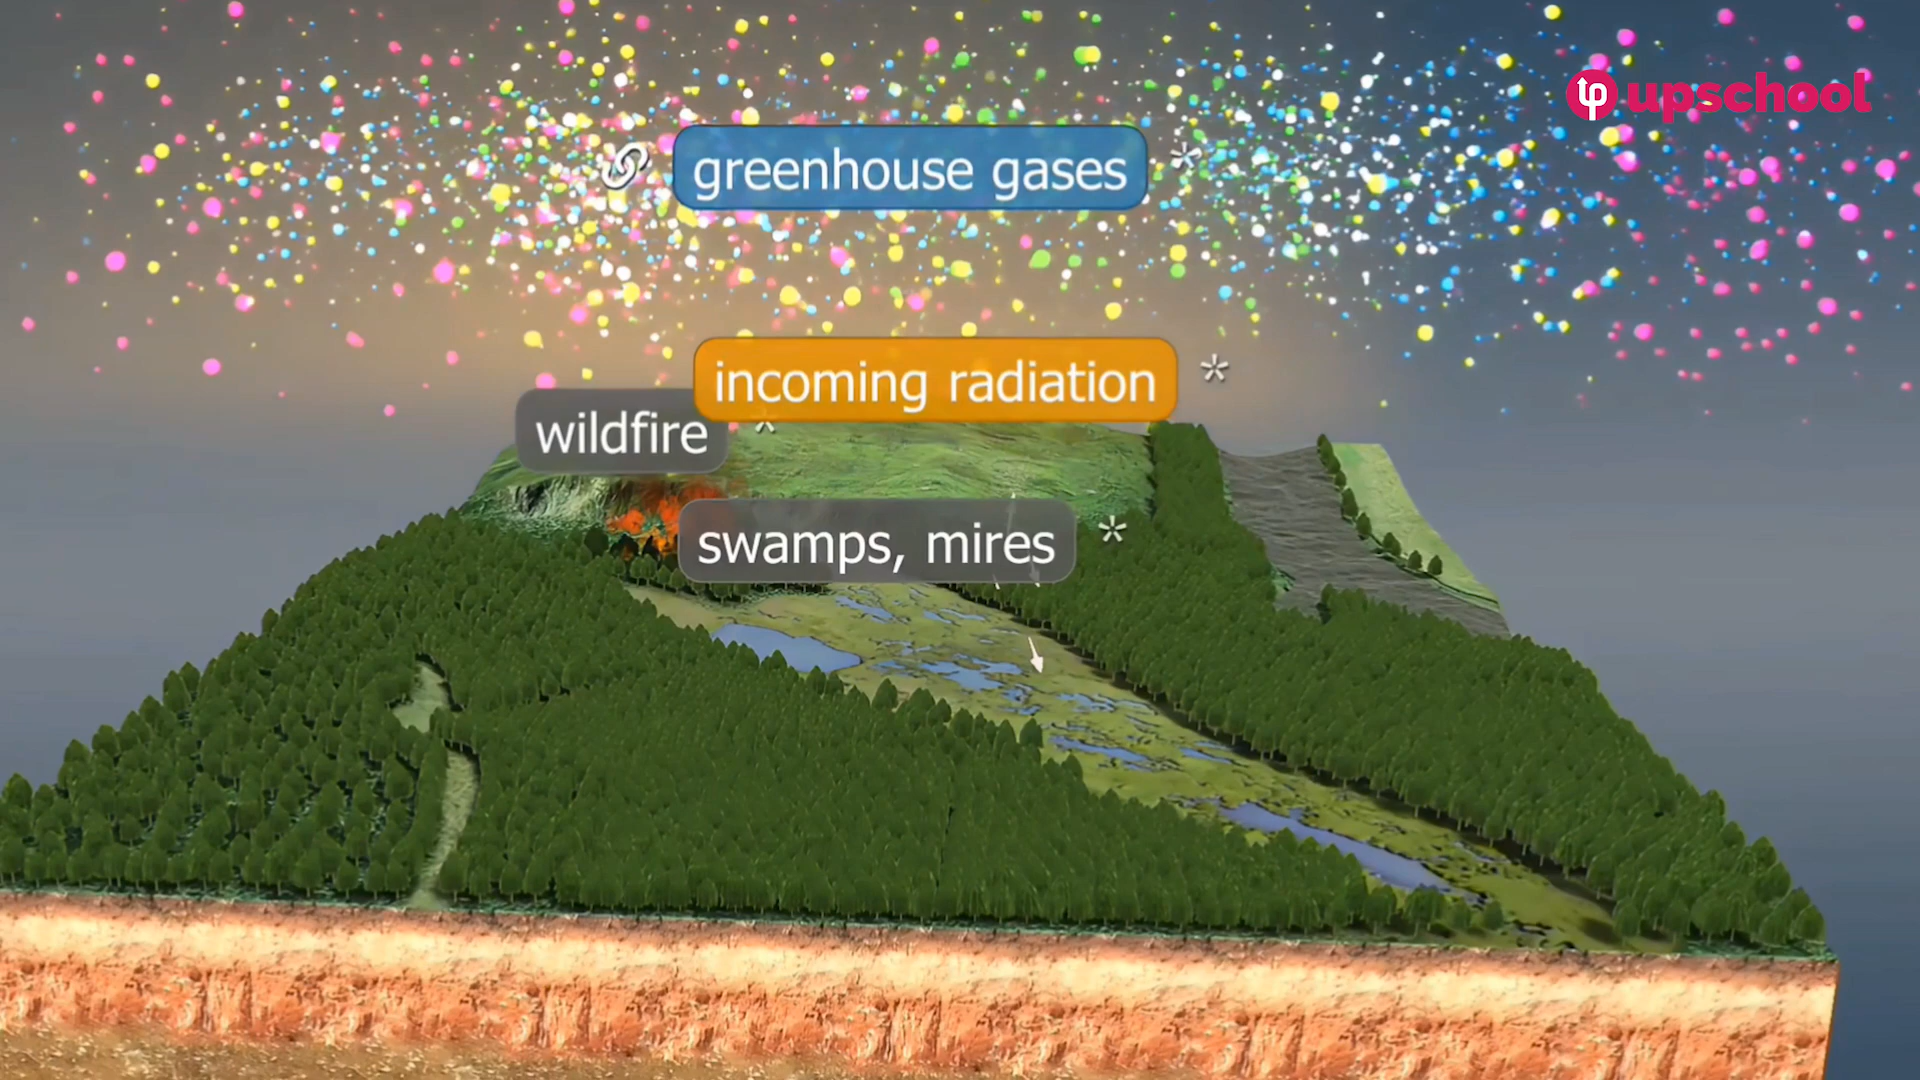 upschool
greenhouse gases *
incoming radiation *
wildfire *
swamps, mires *